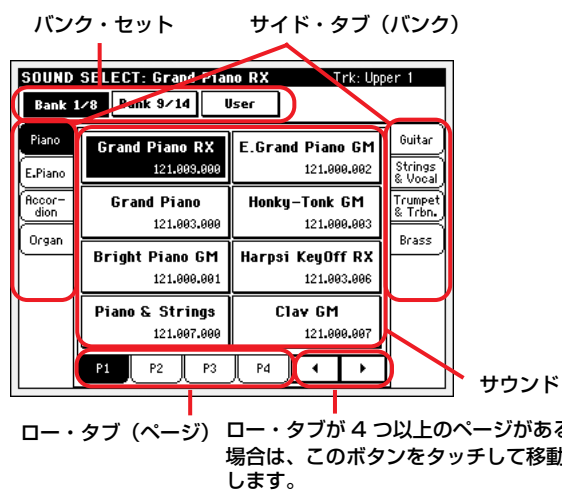 バンク・セット
サイド・タブ（バンク）
SOUND SELECT: Grand Piano RX
Trk: Upper 1
Bank 1/8
Bank 9/14
User
Piano
E.Piano
Accor-
dion
Organ
Grand Piano RX
121.009.000
E.Grand Piano GM
121.000.002
Grand Piano
121.003.000
Honky-Tonk GM
121.000.003
Bright Piano GM
121.000.001
Harpsi KeyOff RX
121.003.006
Piano & Strings
121.007.000
Clav GM
121.000.007
Guitar
Strings
& Vocal
Trumpet
& Trbn.
Brass
P1
P2
P3
P4
サウンド
ロー・タブ（ページ）
ロー・タブが 4 つ以上のページがある
場合は、このボタンをタッチして移動
します。